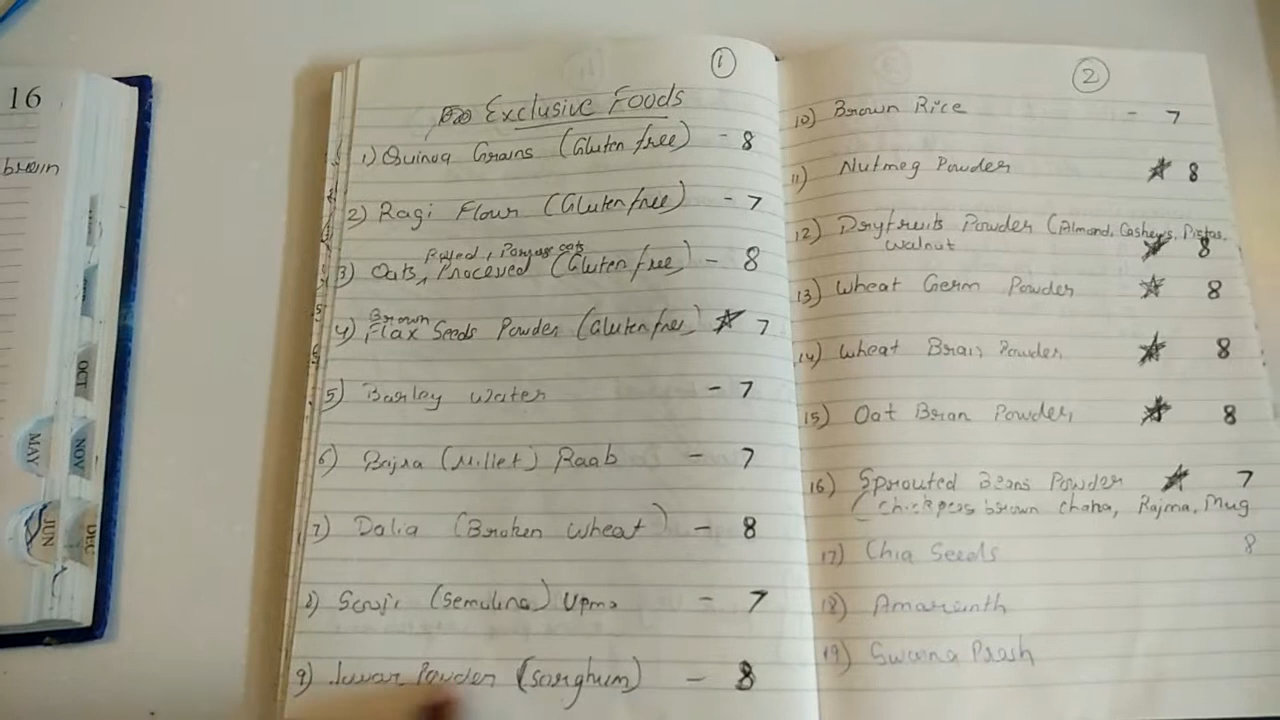 16
brown
OCT
MAY
NOV
JUN
DEC
1
Exclusive Foods
1) Quinoa Grains (Gluten free) - 8
2) Ragi Flour (Gluten free) - 7
Rolled, Porrage oats
3) Oats, Processed (Gluten free) - 8
Brown
4) Flax Seeds Powder (Gluten free) 7
5) Barley Water - 7
6) Bajra (Millet) Raab - 7
7) Dalia (Broken Wheat) - 8
8) Sooji (Semolina) Upma - 7
9) Juwar Powder (Sorghum) - 8
2
10) Brown Rice - 7
11) Nutmeg Powder 8
12) Dryfruits Powder (Almond, Cashews, Pistas,
Walnut 8
13) Wheat Germ Powder 8
14) Wheat Bran Powder 8
15) Oat Bran Powder 8
16) Sprouted Beans Powder 7
(Chickpeas brown chana, Rajma, Mug
17) Chia Seeds 8
18) Amaranth
19) Swarna Prash